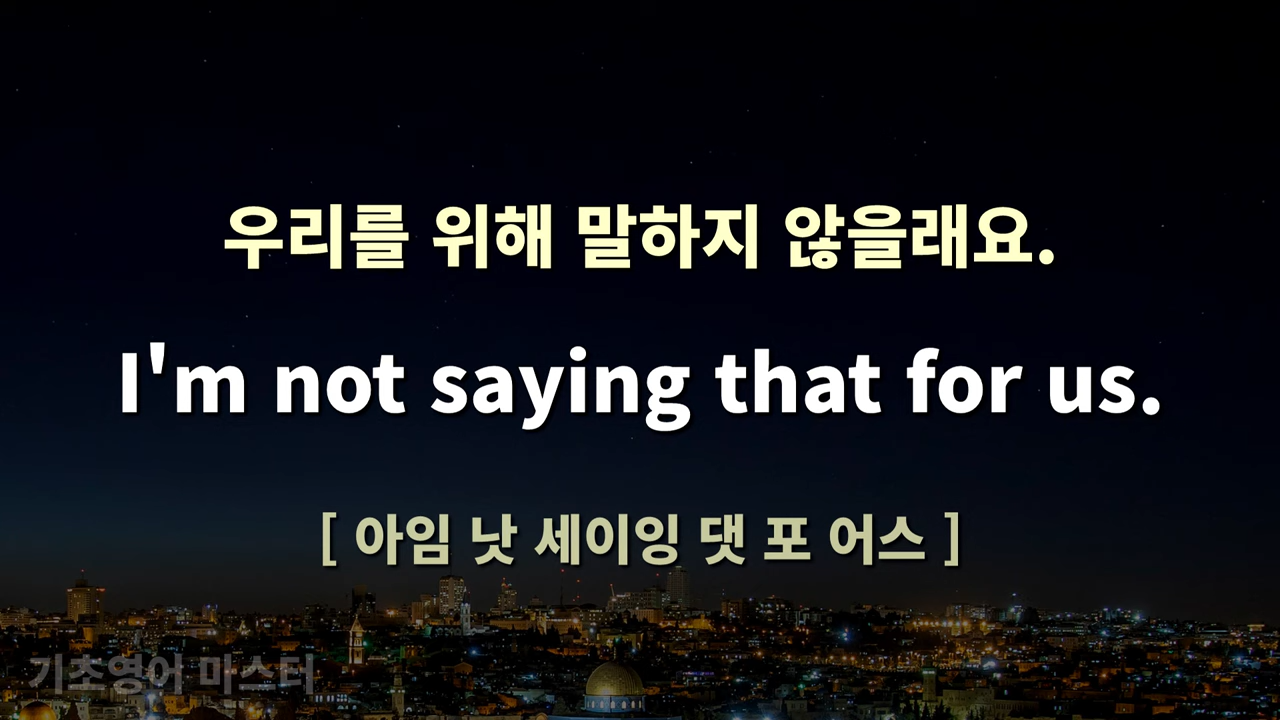 우리를 위해 말하지 않을래요.
I'm not saying that for us.
[ 아임 낫 세이잉 댓 포 어스 ]
기초영어 마스터